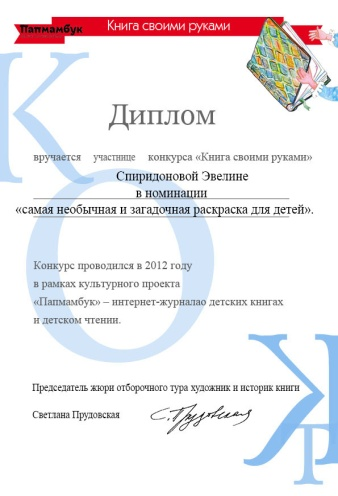 Папмамбук
Книга своими руками
Диплом
вручается участнице конкурса «Книга своими руками»
Спиридоновой Эвелине
в номинации
«самая необычная и загадочная раскраска для детей».
Конкурс проводился в 2012 году
в рамках культурного проекта
«Папмамбук» – интернет-журналао детских книгах
и детском чтении.
Председатель жюри отборочного тура художник и историк книги
Светлана Прудовская
С. Прудовская